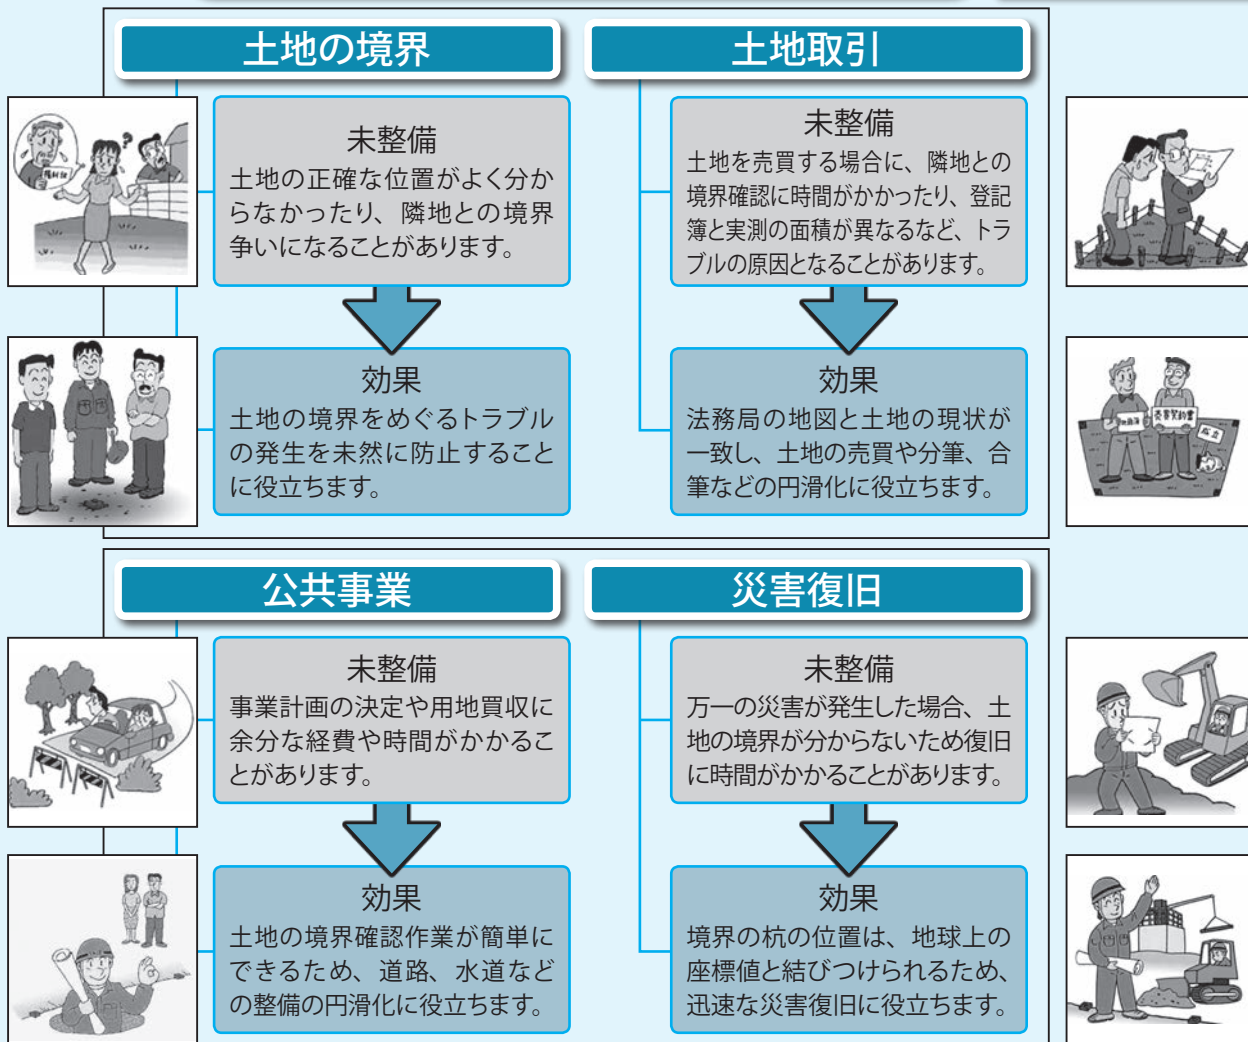 土地の境界
未整備
土地の正確な位置がよく分か
らなかったり、隣地との境界
争いになることがあります。
効果
土地の境界をめぐるトラブル
の発生を未然に防止すること
に役立ちます。
土地取引
未整備
土地を売買する場合に、隣地との
境界確認に時間がかかったり、登記
簿と実測の面積が異なるなど、トラ
ブルの原因となることがあります。
効果
法務局の地図と土地の現状が
一致し、土地の売買や分筆、合
筆などの円滑化に役立ちます。
売買契約書
成立
公共事業
未整備
事業計画の決定や用地買収に
余分な経費や時間がかかるこ
とがあります。
効果
土地の境界確認作業が簡単に
できるため、道路、水道など
の整備の円滑化に役立ちます。
災害復旧
未整備
万一の災害が発生した場合、土
地の境界が分からないため復旧
に時間がかかることがあります。
効果
境界の杭の位置は、地球上の
座標値と結びつけられるため、
迅速な災害復旧に役立ちます。